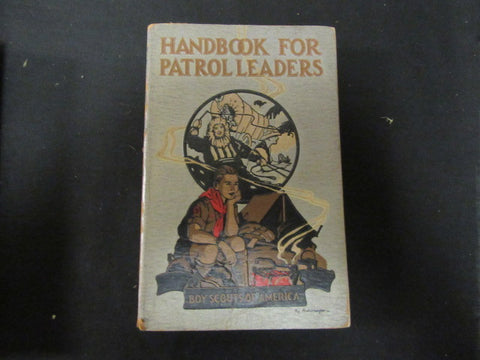 HANDBOOK FOR
PATROL LEADERS
BOY SCOUTS OF AMERICA